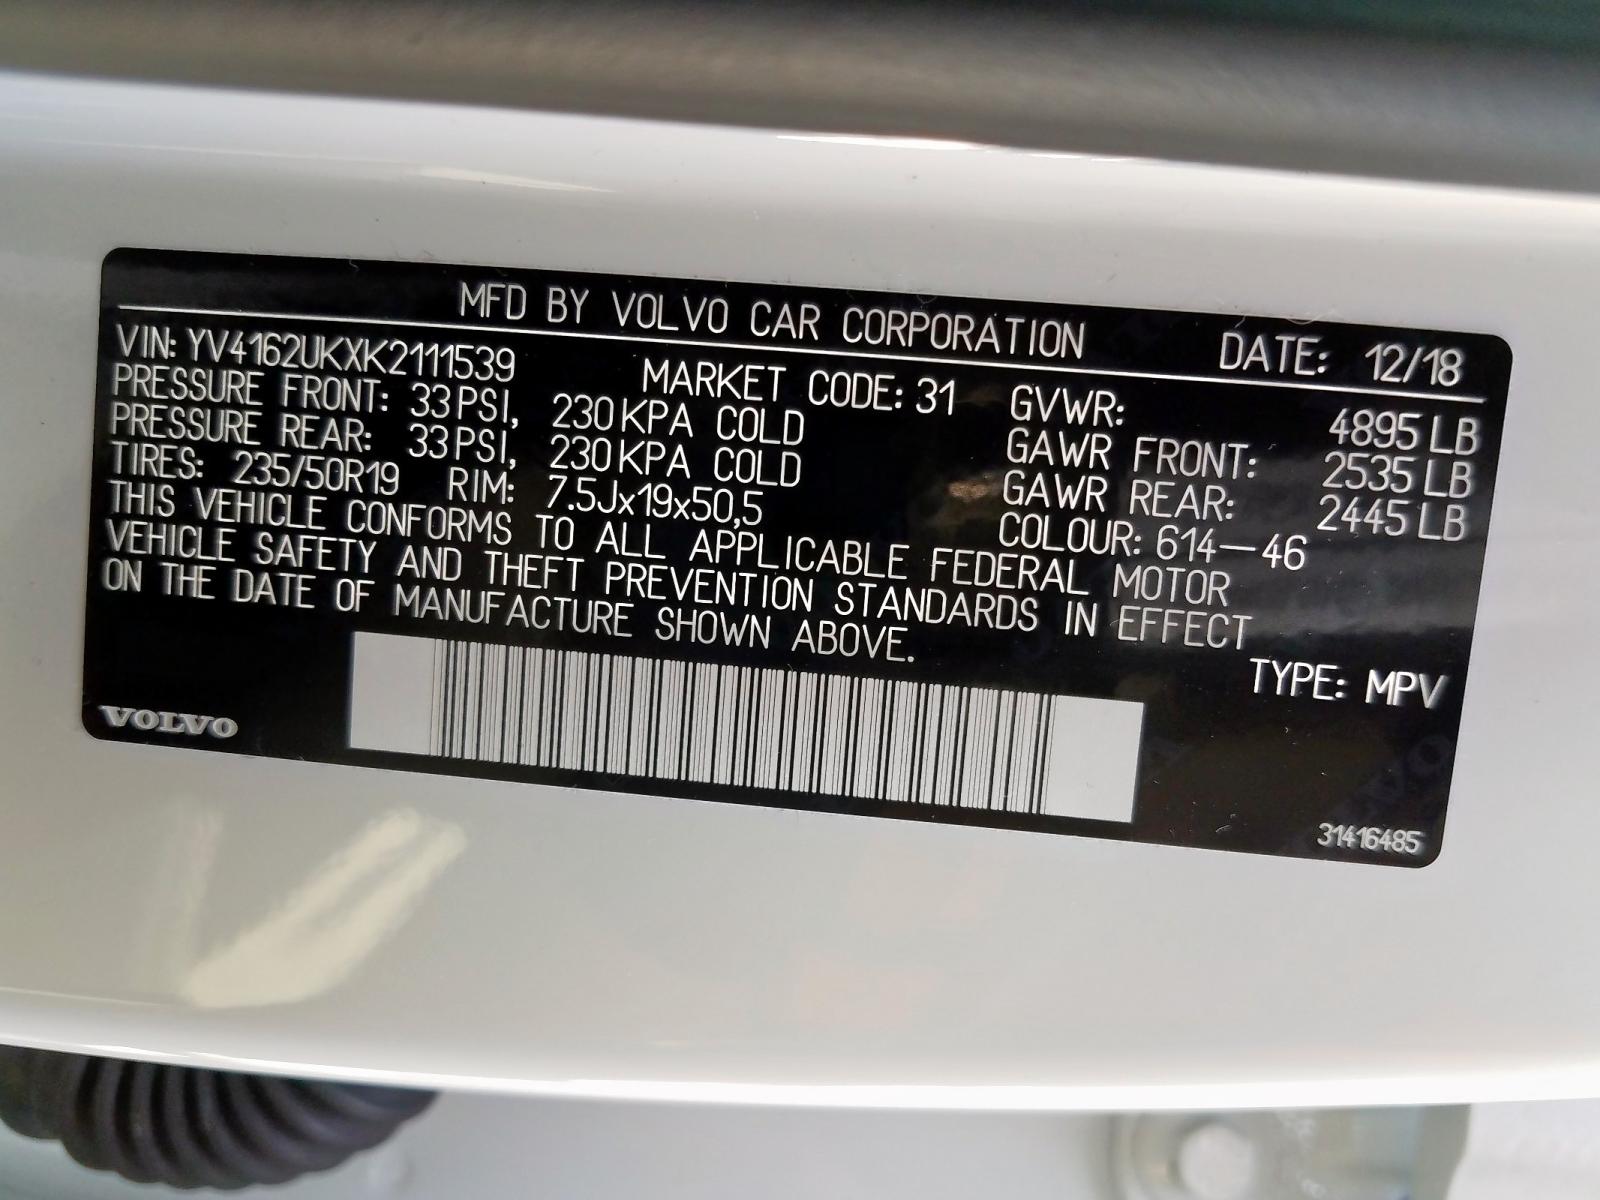 MFD BY VOLVO CAR CORPORATION DATE: 12/18
VIN: YV4162UKXK2111539 MARKET CODE: 31 GVWR: 4895 LB
PRESSURE FRONT: 33 PSI, 230 KPA COLD GAWR FRONT: 2535 LB
PRESSURE REAR: 33 PSI, 230 KPA COLD GAWR REAR: 2445 LB
TIRES: 235/50R19 RIM: 7.5Jx19x50,5 COLOUR: 614-46
THIS VEHICLE CONFORMS TO ALL APPLICABLE FEDERAL MOTOR
VEHICLE SAFETY AND THEFT PREVENTION STANDARDS IN EFFECT
ON THE DATE OF MANUFACTURE SHOWN ABOVE.
TYPE: MPV
VOLVO
31416485